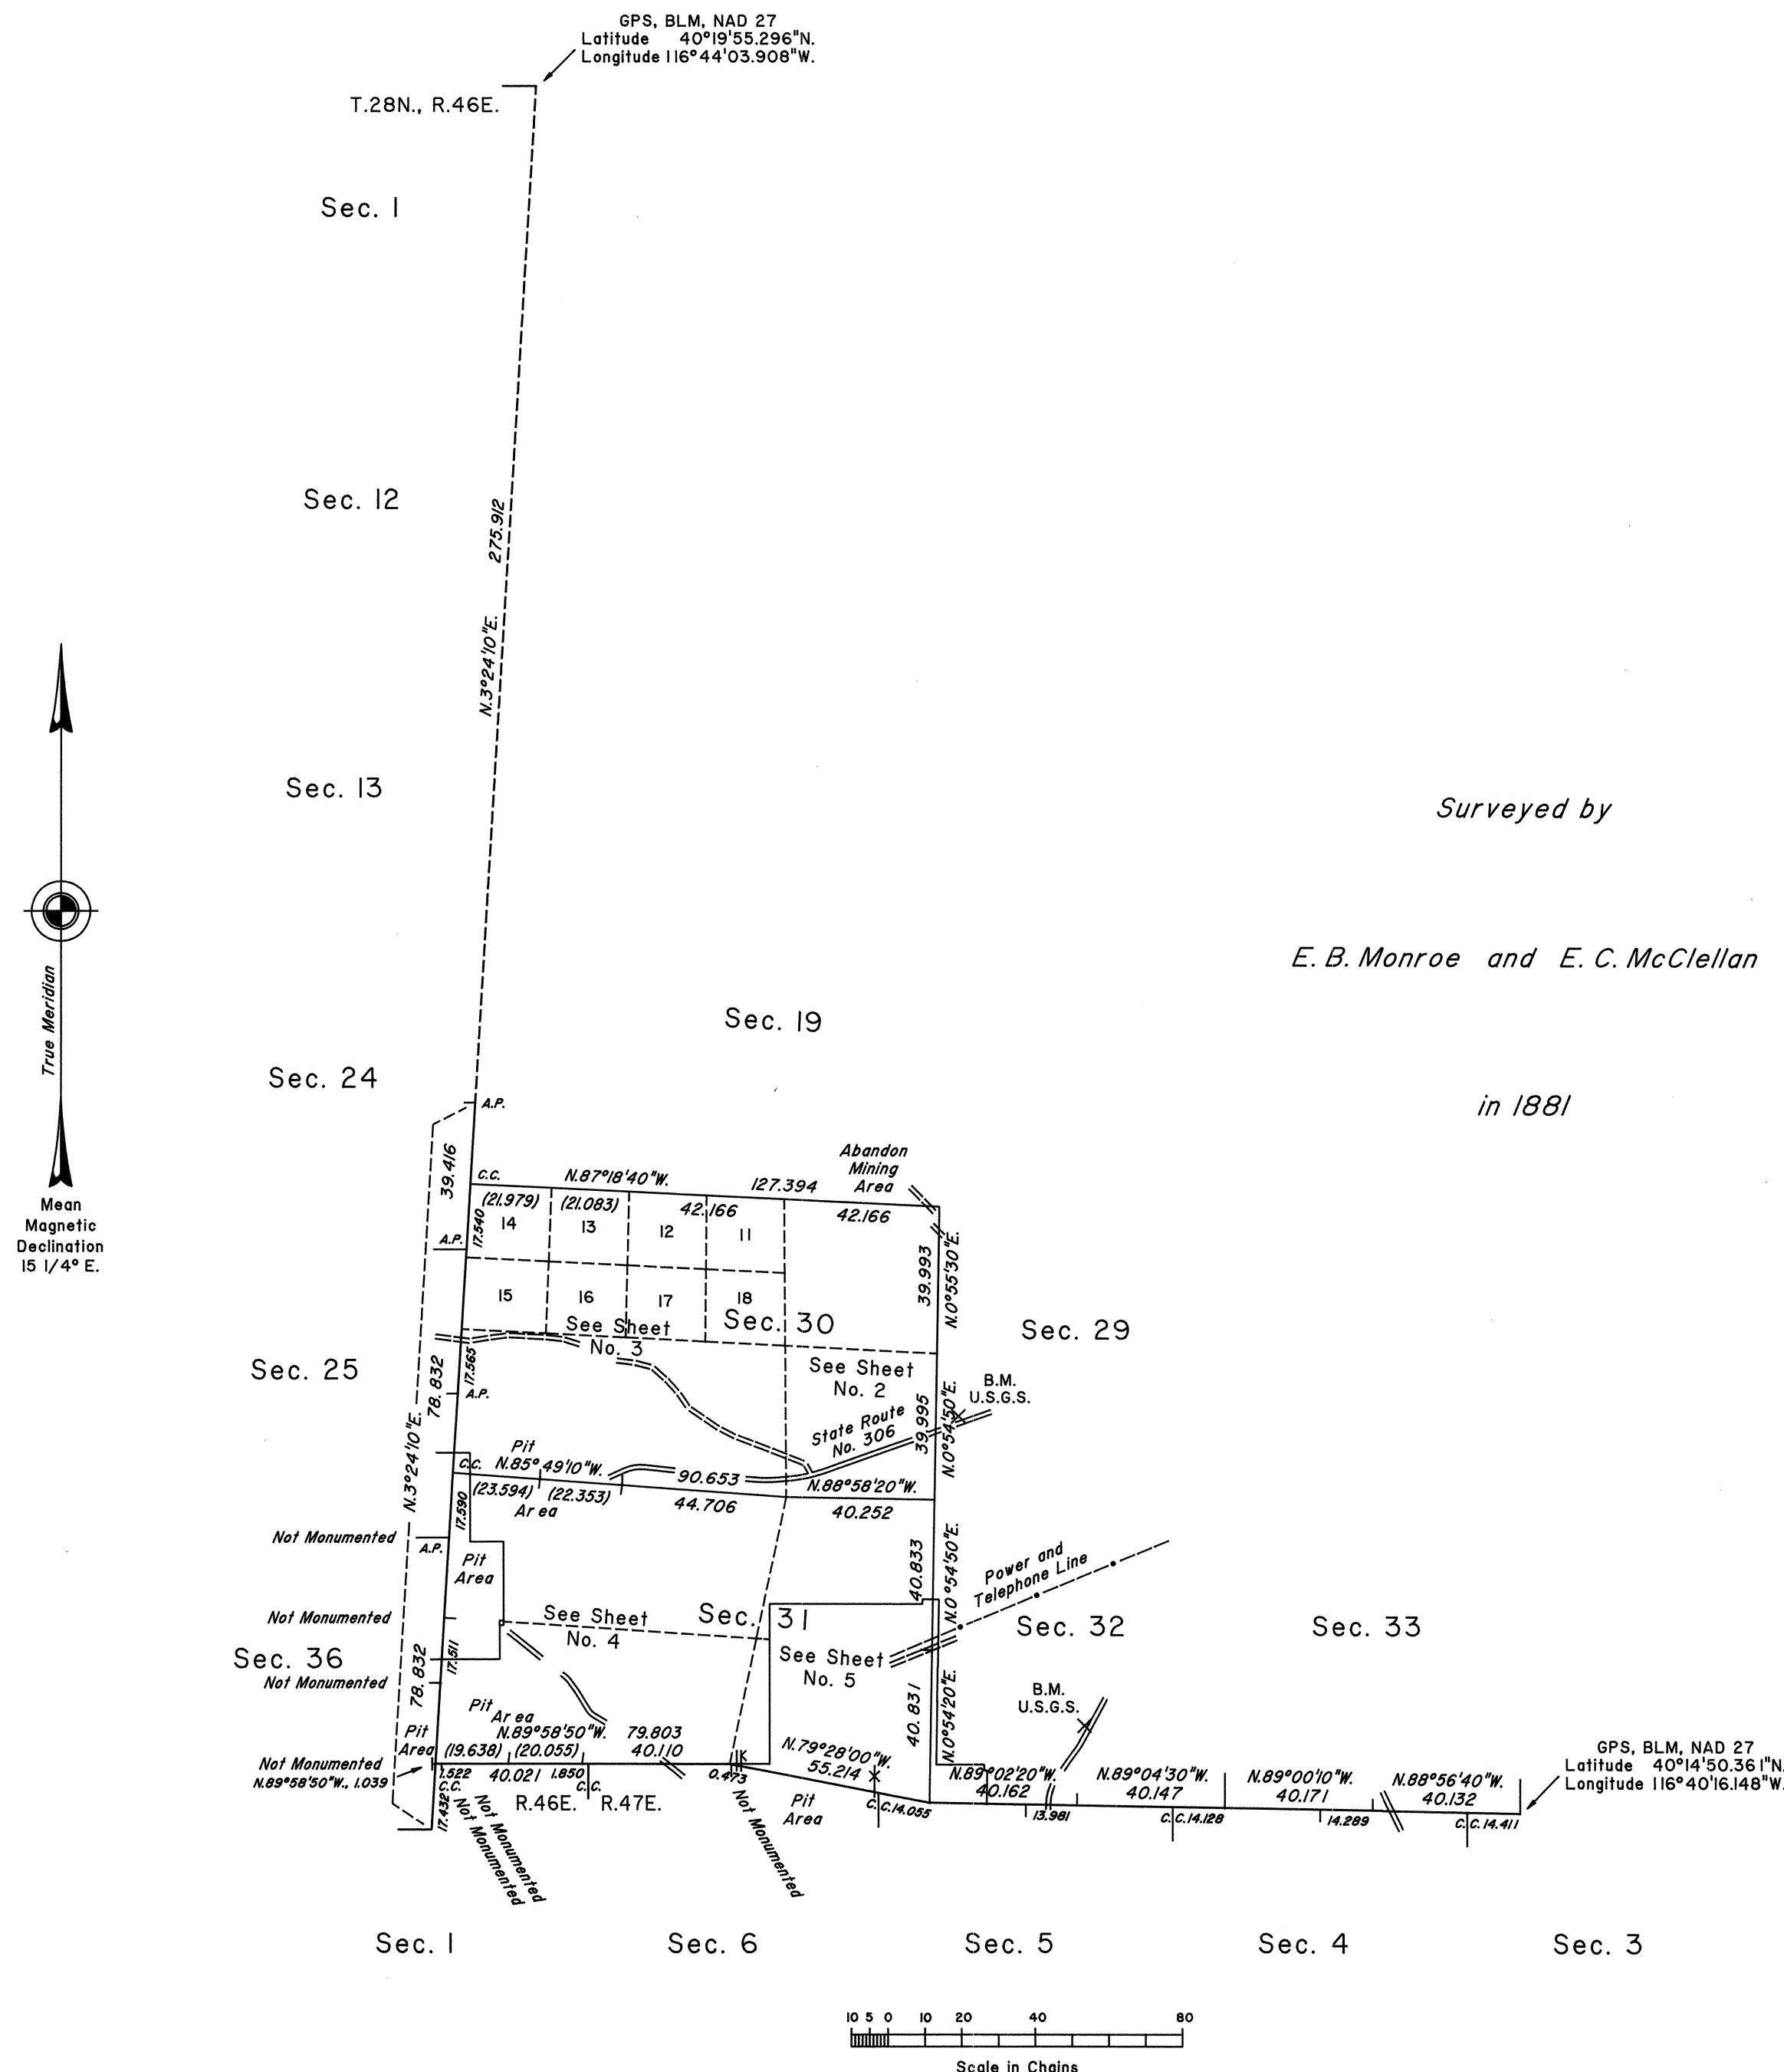 GPS, BLM, NAD 27
Latitude 40°19'55.296"N.
Longitude 116°44'03.908"W.
T.28N., R.46E.
Sec. 1
Sec. 12
275.912
N.3°24'10"E.
Sec. 13
True Meridian
Mean
Magnetic
Declination
15 1/4° E.
Surveyed by
E. B. Monroe and E. C. McClellan
in 1881
Sec. 19
Sec. 24
A.P.
39.416
Abandon
Mining
Area
C.C.
N.87°18'40"W.
127.394
(21.979)
(21.083)
42.166
42.166
17.540
14
13
12
11
A.P.
39.993
N.0°55'30"E.
15
16
17
18
Sec. 30
Sec. 29
See Sheet
No. 3
Sec. 25
78.832
17.565
A.P.
See Sheet
No. 2
B.M.
U.S.G.S.
State Route
No. 306
39.995
N.0°54'50"E.
N.3°24'10"E.
Pit
C.C.
N.85°49'10"W.
90.653
N.88°58'20"W.
(23.594)
(22.353)
44.706
40.252
Area
17.590
Not Monumented
A.P.
Pit
Area
40.833
N.0°54'50"E.
Power and
Telephone Line
Not Monumented
See Sheet
No. 4
Sec. 31
Sec. 32
Sec. 33
Sec. 36
78.832
17.511
See Sheet
No. 5
Not Monumented
40.831
N.0°54'20"E.
B.M.
U.S.G.S.
Pit
Area
Pit
Area
N.89°58'50"W.
79.803
(19.638)
(20.055)
40.110
Not Monumented
N.89°58'50"W., 1.039
1.522
40.021
1.850
0.473
C.C.
C.C.
17.432
R.46E.
R.47E.
Not Monumented
Not Monumented
Not Monumented
N.79°28'00"W.
55.214
Pit
Area
C.C.14.055
N.89°02'20"W.
40.162
13.981
N.89°04'30"W.
40.147
C.C.14.128
N.89°00'10"W.
40.171
14.289
N.88°56'40"W.
40.132
C.C.14.411
GPS, BLM, NAD 27
Latitude 40°14'50.361"N.
Longitude 116°40'16.148"W.
Sec. 1
Sec. 6
Sec. 5
Sec. 4
Sec. 3
10 5 0 10 20 40 80
Scale in Chains